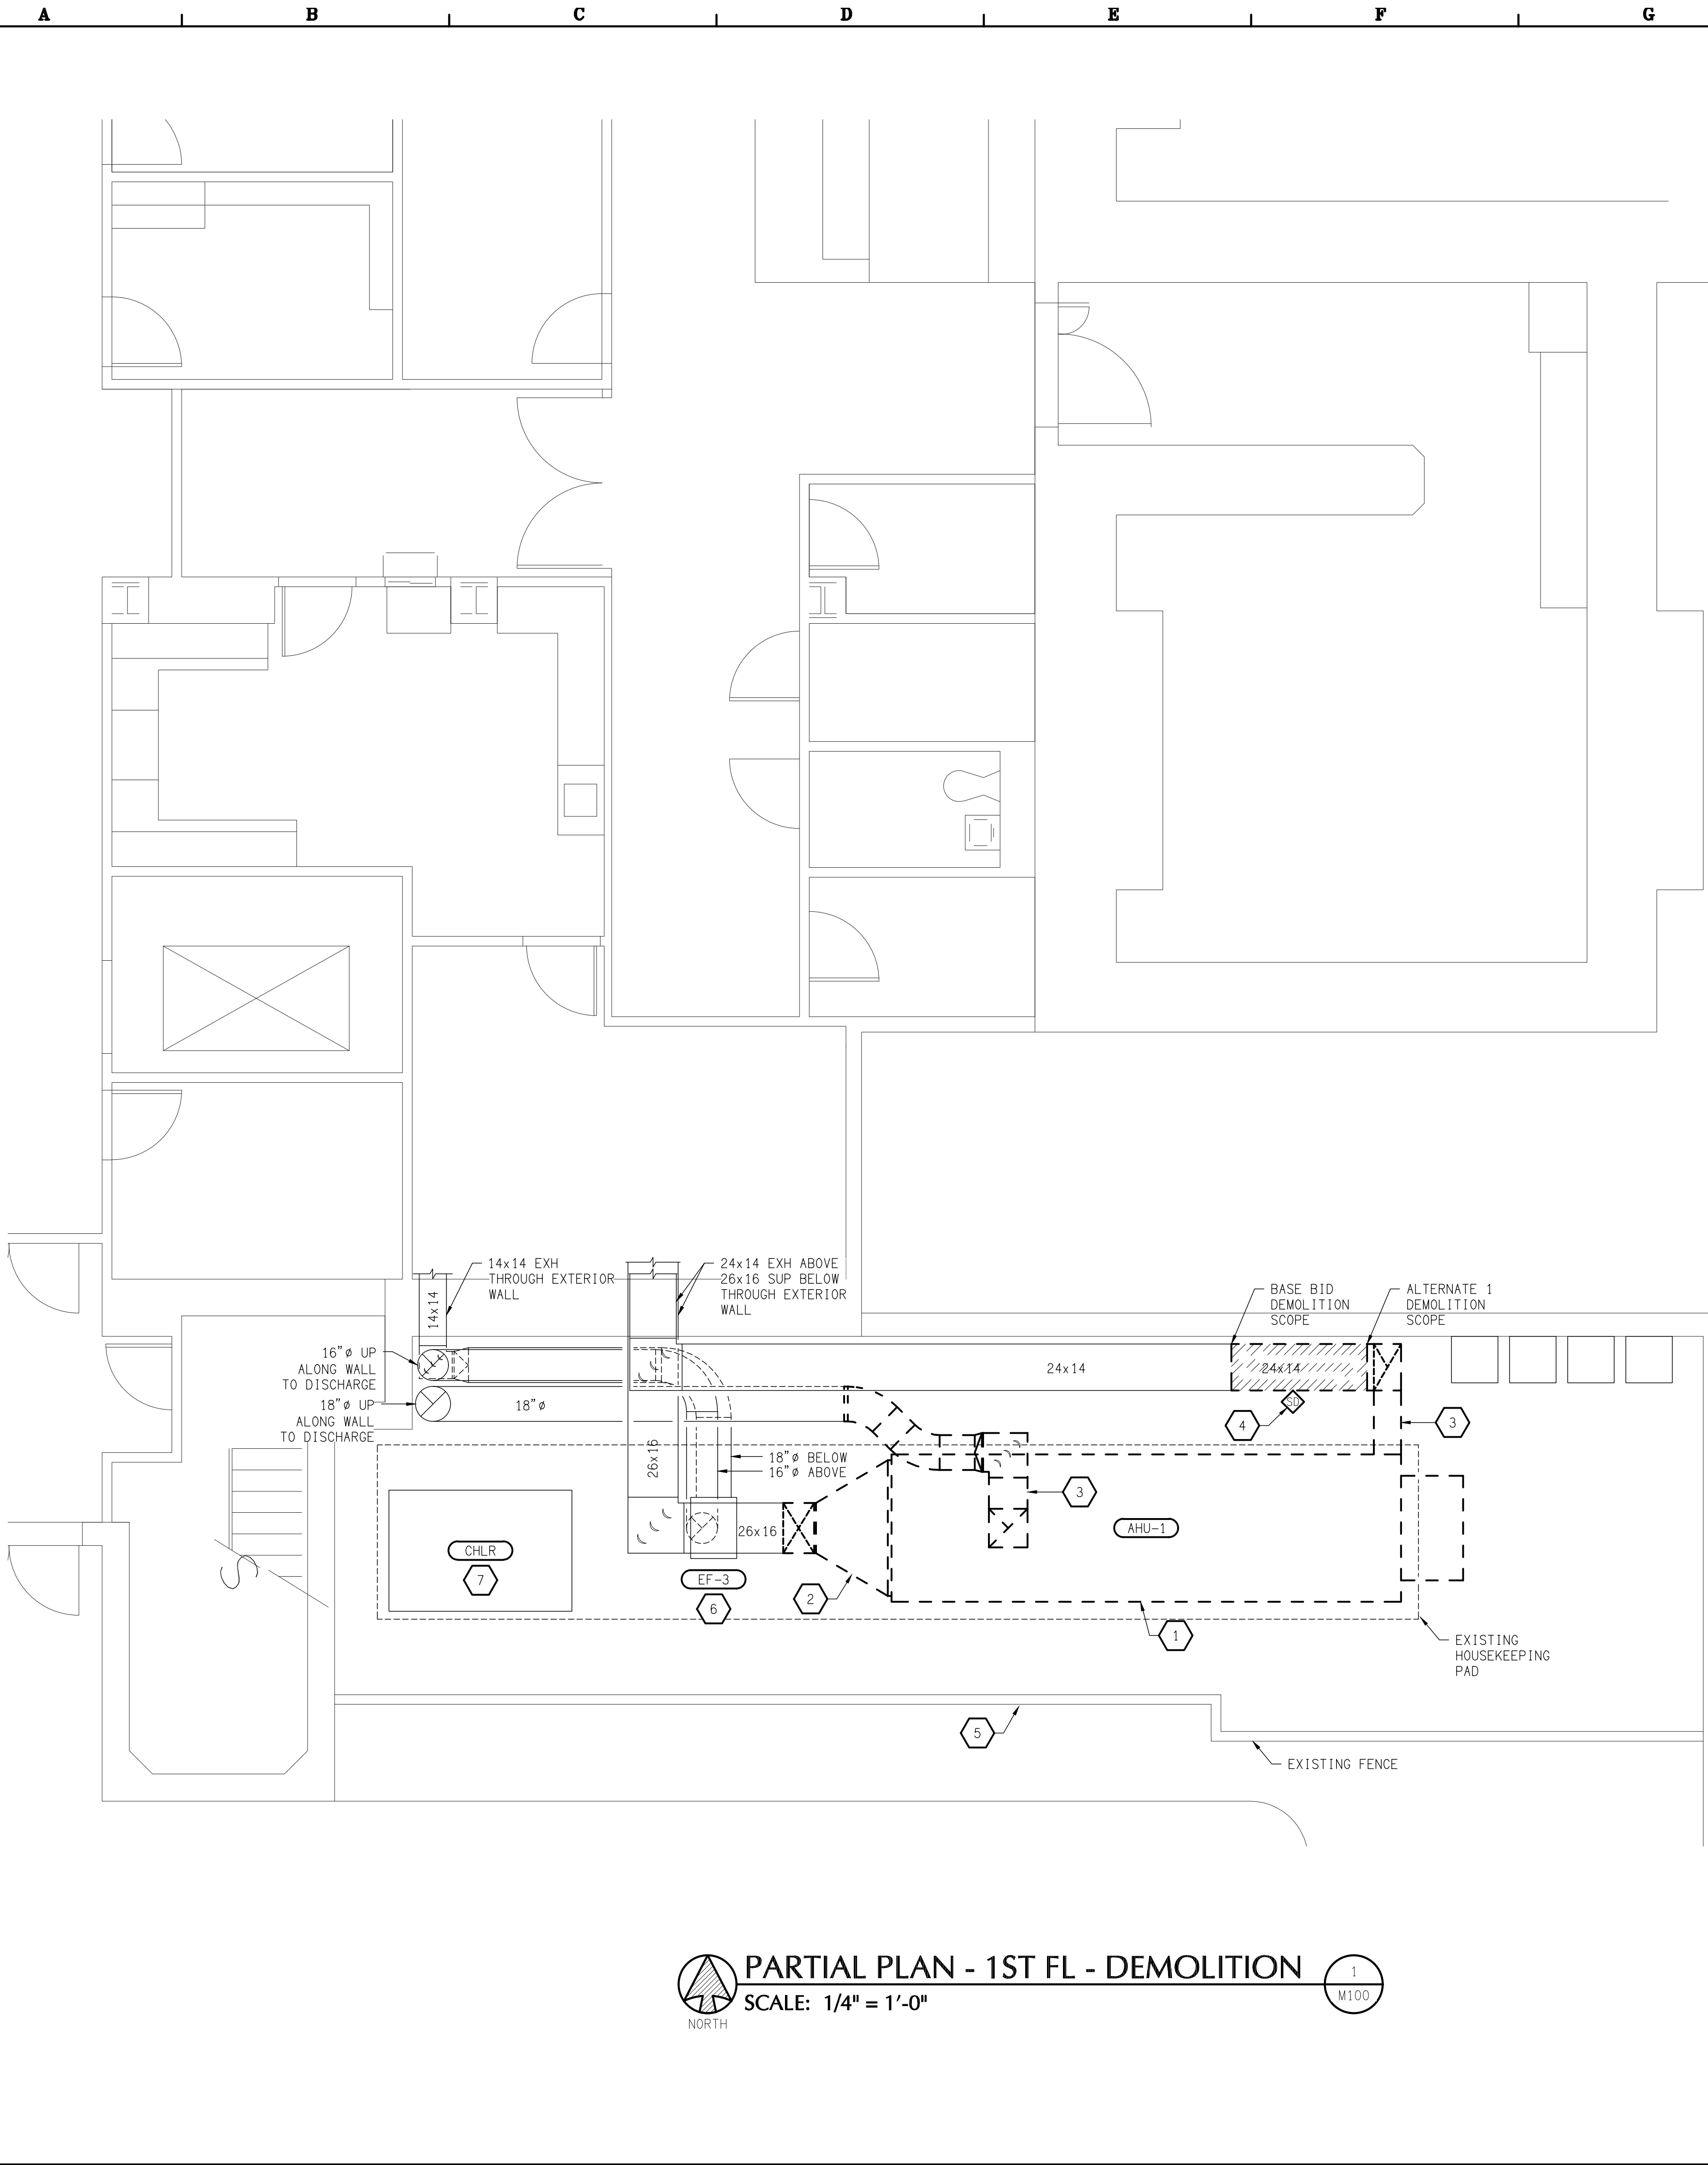 A B C D E F G
14x14 EXH
THROUGH EXTERIOR
WALL
24x14 EXH ABOVE
26x16 SUP BELOW
THROUGH EXTERIOR
WALL
BASE BID
DEMOLITION
SCOPE
ALTERNATE 1
DEMOLITION
SCOPE
14x14
16"ø UP
ALONG WALL
TO DISCHARGE
18"ø UP
ALONG WALL
TO DISCHARGE
18"ø
24x14
24x14
SD
4
3
26x16
18"ø BELOW
16"ø ABOVE
3
26x16
AHU-1
CHLR
7
EF-3
6
2
1
EXISTING
HOUSEKEEPING
PAD
5
EXISTING FENCE
PARTIAL PLAN - 1ST FL - DEMOLITION
SCALE: 1/4" = 1'-0"
NORTH
1
M100